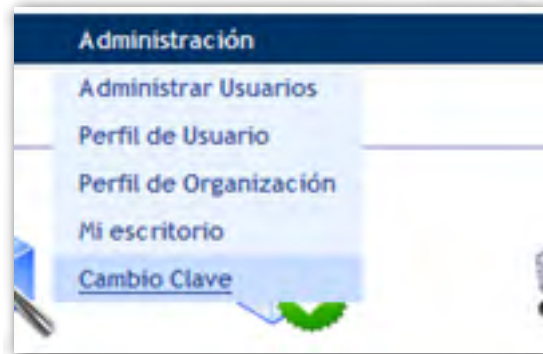 Administración
Administrar Usuarios
Perfil de Usuario
Perfil de Organización
Mi escritorio
Cambio Clave